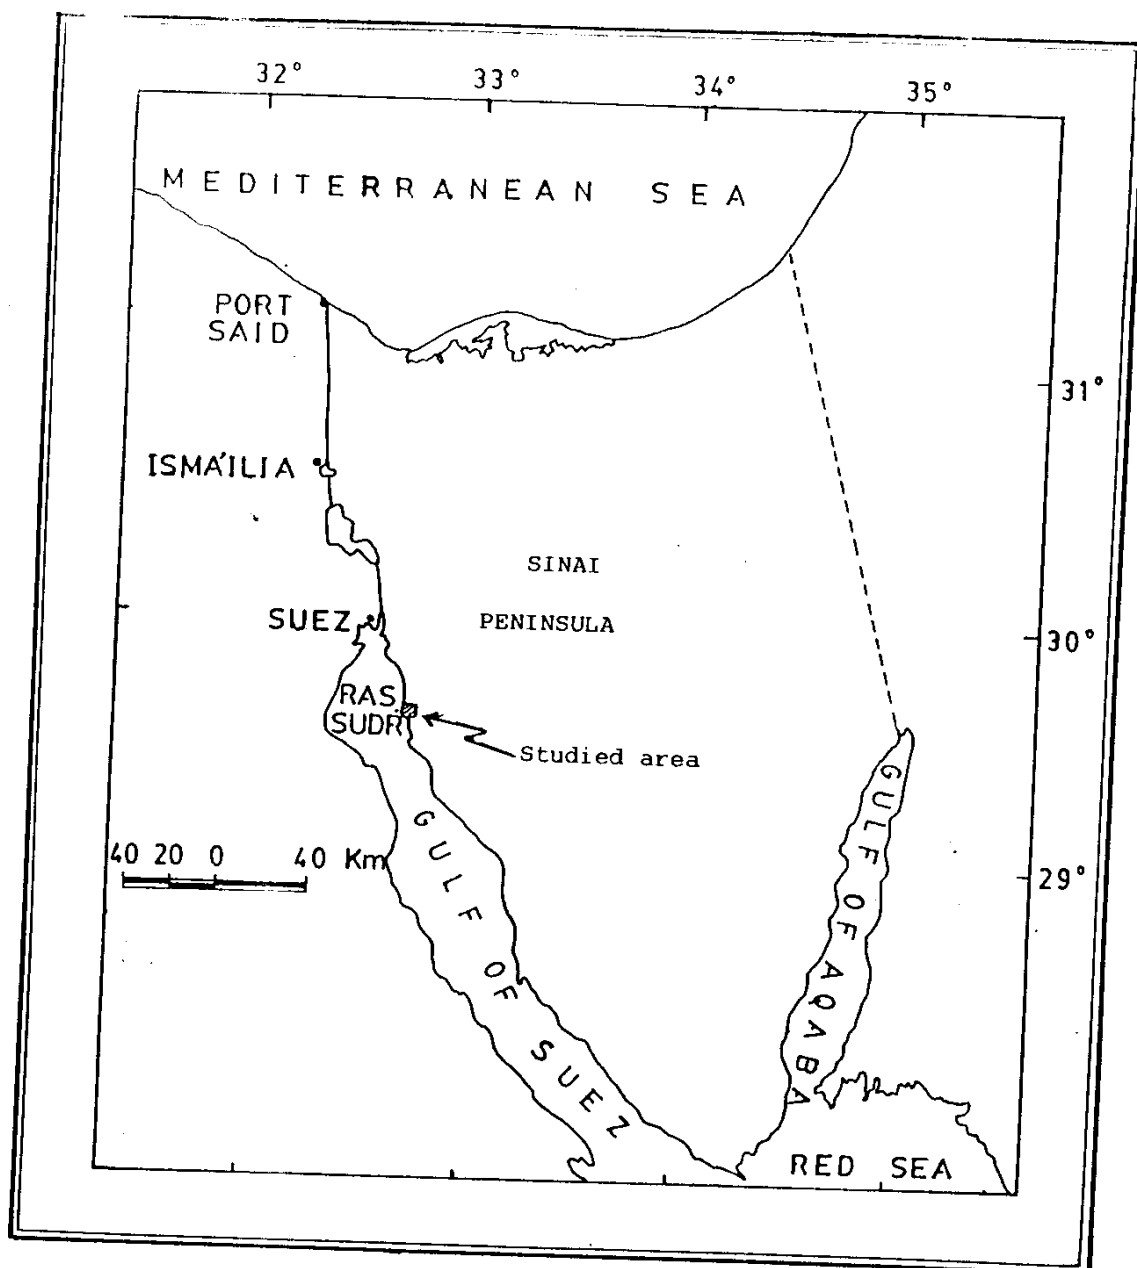 32° 33° 34° 35°
MEDITERRANEAN SEA
PORT
SAID
31°
ISMA'ILIA
SINAI
PENINSULA
SUEZ
30°
RAS
SUDR
Studied area
GULF OF SUEZ
GULF OF AQABA
40 20 0 40 Km
29°
RED SEA